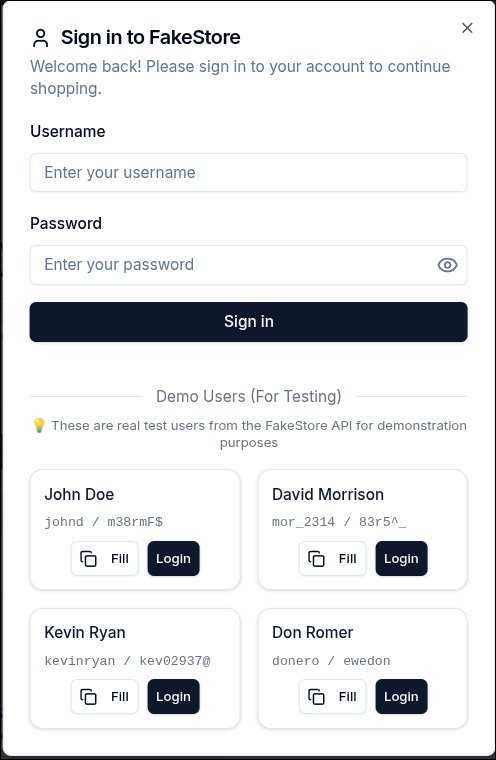 Sign in to FakeStore
Welcome back! Please sign in to your account to continue
shopping.
Username
Enter your username
Password
Enter your password
Sign in
Demo Users (For Testing)
💡 These are real test users from the FakeStore API for demonstration
purposes
John Doe
johnd / m38rmF$
Fill Login
David Morrison
mor_2314 / 83r5^_
Fill Login
Kevin Ryan
kevinryan / kev02937@
Fill Login
Don Romer
donero / ewedon
Fill Login